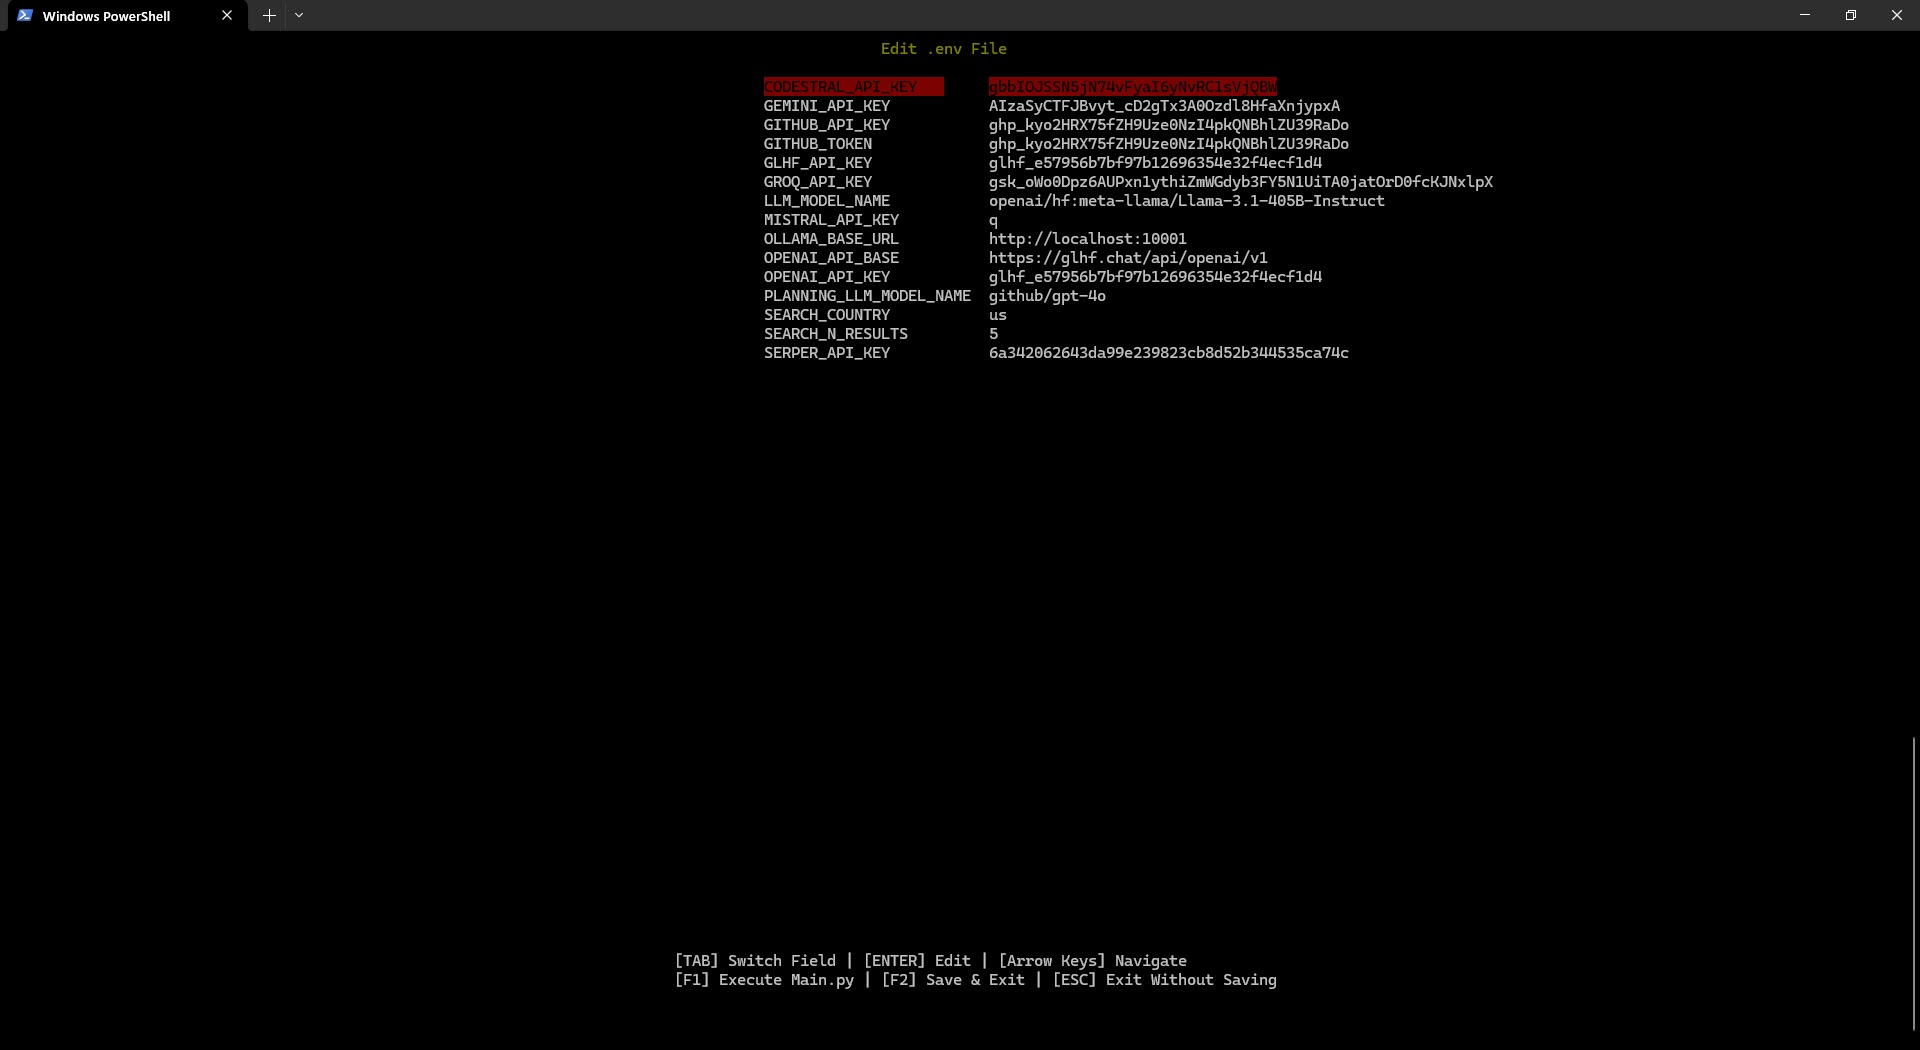 Windows PowerShell
Edit .env File
CODESTRAL_API_KEY gbbIOJSSN5jN74vFyaI6yNvRClsVjQBW
GEMINI_API_KEY AIzaSyCTFJBvyt_cD2gTx3A0Ozdl8HfaXnjypxA
GITHUB_API_KEY 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
GITHUB_TOKEN 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
GLHF_API_KEY glhf_e57956b7bf97b12696354e32f4ecf1d4
GROQ_API_KEY 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
LLM_MODEL_NAME openai/hf:meta-llama/Llama-3.1-405B-Instruct
MISTRAL_API_KEY q
OLLAMA_BASE_URL http://localhost:10001
OPENAI_API_BASE https://glhf.chat/api/openai/v1
OPENAI_API_KEY glhf_e57956b7bf97b12696354e32f4ecf1d4
PLANNING_LLM_MODEL_NAME github/gpt-4o
SEARCH_COUNTRY us
SEARCH_N_RESULTS 5
SERPER_API_KEY 6a342062643da99e239823cb8d52b344535ca74c
[TAB] Switch Field | [ENTER] Edit | [Arrow Keys] Navigate
[F1] Execute Main.py | [F2] Save & Exit | [ESC] Exit Without Saving